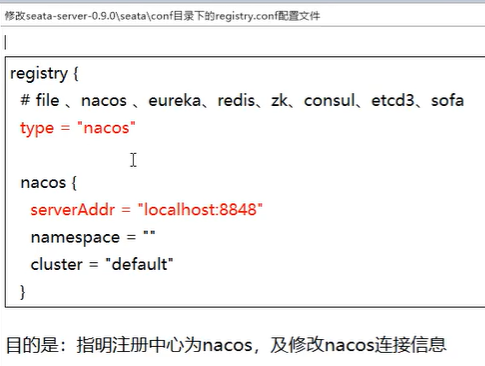 修改seata-server-0.9.0\seata\conf目录下的registry.conf配置文件
registry {
# file 、nacos 、eureka、redis、zk、consul、etcd3、sofa
type = "nacos"
nacos {
serverAddr = "localhost:8848"
namespace = ""
cluster = "default"
}
目的是：指明注册中心为nacos，及修改nacos连接信息